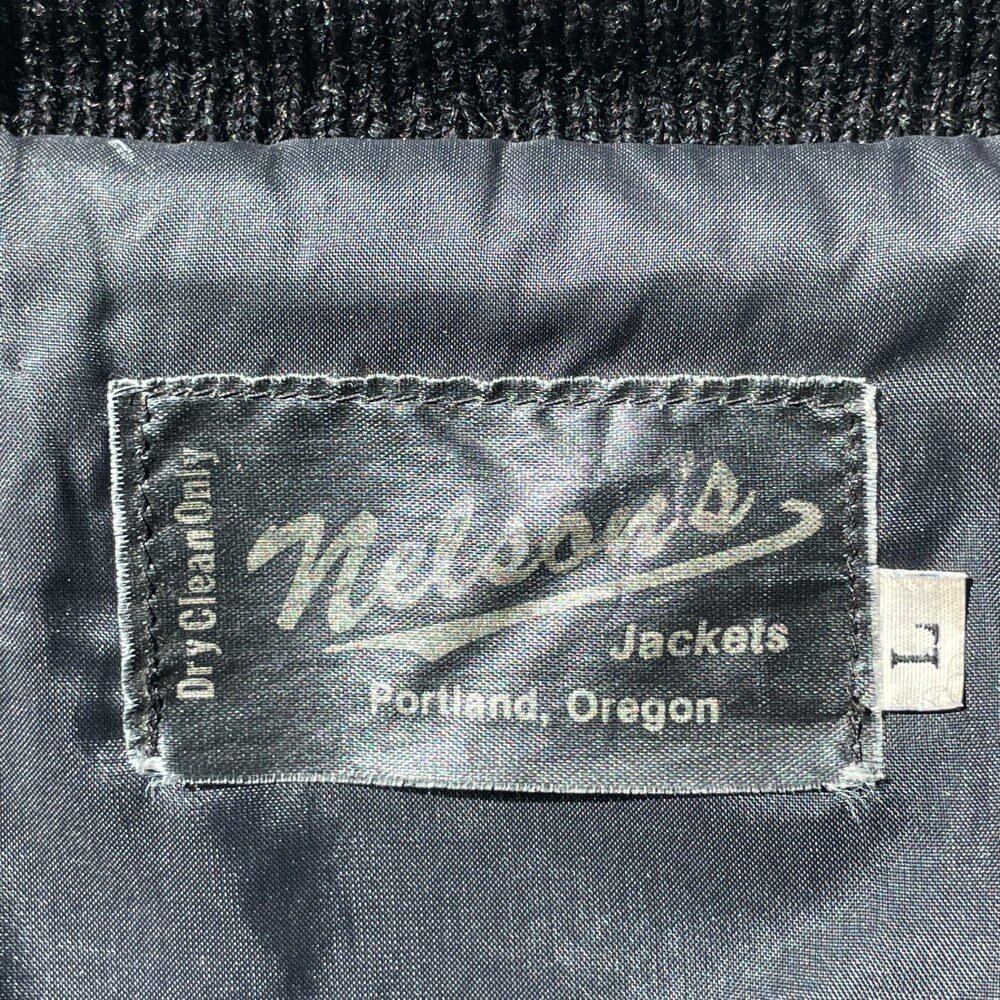 Dry Clean Only
Nelson's
Jackets
Portland, Oregon
L